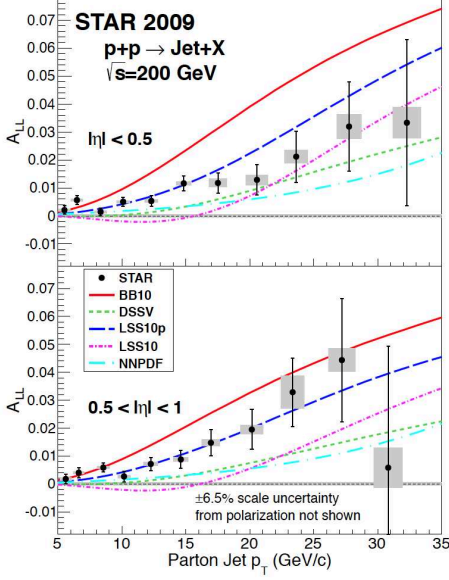 STAR 2009
p+p → Jet+X
√s=200 GeV
|η| < 0.5
A_LL
0.07
0.06
0.05
0.04
0.03
0.02
0.01
0
-0.01
STAR
BB10
DSSV
LSS10p
LSS10
NNPDF
0.5 < |η| < 1
A_LL
0.07
0.06
0.05
0.04
0.03
0.02
0.01
0
-0.01
±6.5% scale uncertainty
from polarization not shown
5 10 15 20 25 30 35
Parton Jet p_T (GeV/c)